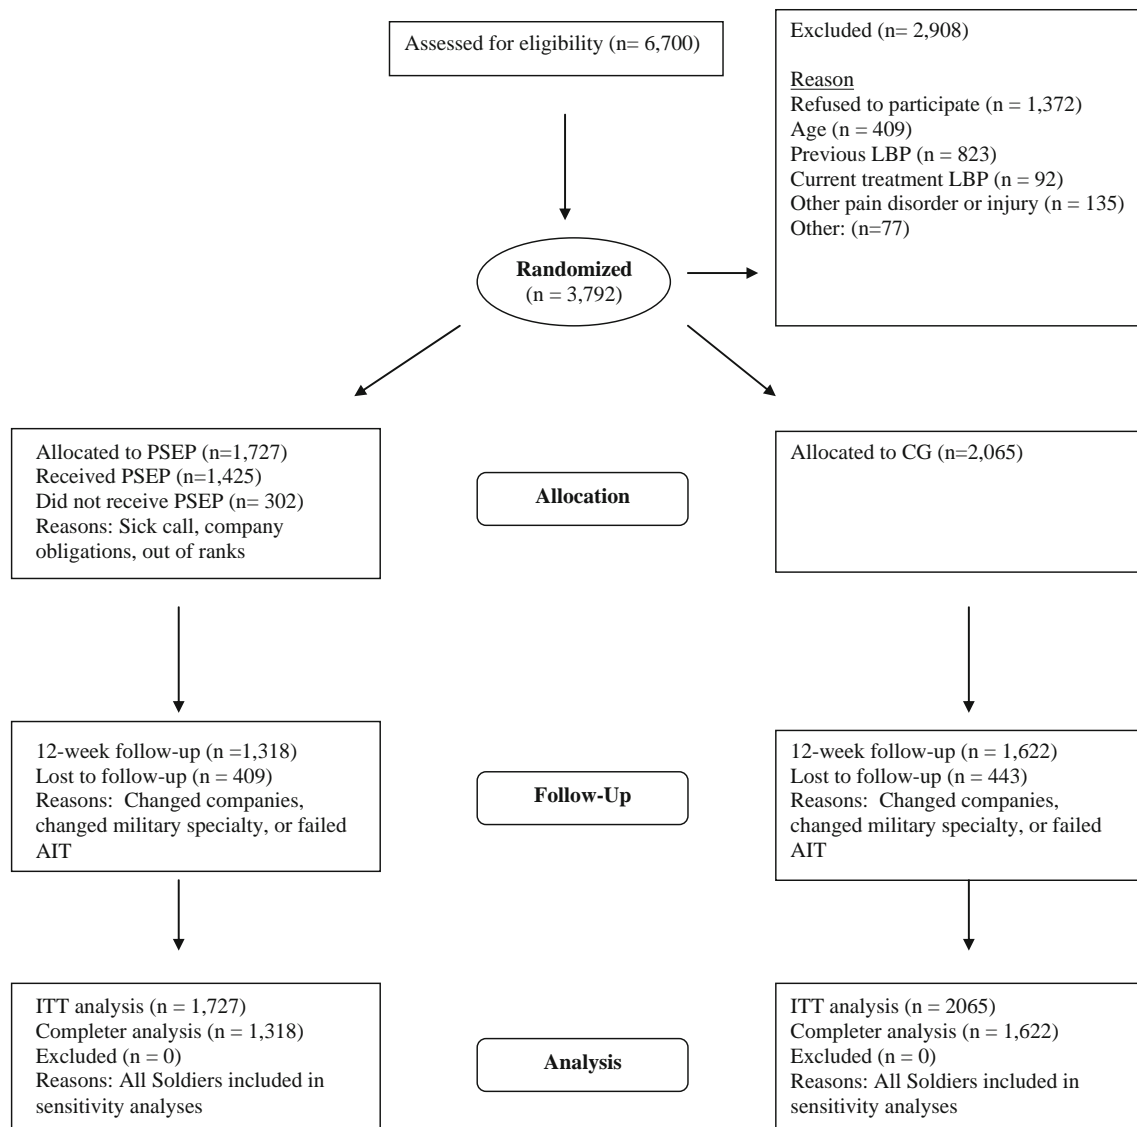 Assessed for eligibility (n= 6,700)
Excluded (n= 2,908)
Reason
Refused to participate (n = 1,372)
Age (n = 409)
Previous LBP (n = 823)
Current treatment LBP (n = 92)
Other pain disorder or injury (n = 135)
Other: (n=77)
Randomized
(n = 3,792)
Allocated to PSEP (n=1,727)
Received PSEP (n=1,425)
Did not receive PSEP (n= 302)
Reasons: Sick call, company
obligations, out of ranks
Allocation
Allocated to CG (n=2,065)
12-week follow-up (n =1,318)
Lost to follow-up (n = 409)
Reasons:  Changed companies,
changed military specialty, or failed
AIT
Follow-Up
12-week follow-up (n = 1,622)
Lost to follow-up (n = 443)
Reasons:  Changed companies,
changed military specialty, or failed
AIT
ITT analysis (n = 1,727)
Completer analysis (n = 1,318)
Excluded (n = 0)
Reasons: All Soldiers included in
sensitivity analyses
Analysis
ITT analysis (n = 2065)
Completer analysis (n = 1,622)
Excluded (n = 0)
Reasons: All Soldiers included in
sensitivity analyses